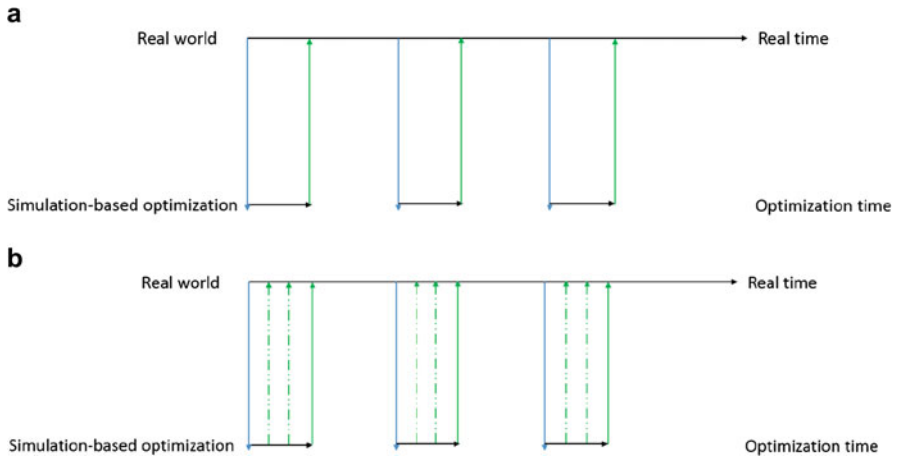 a
Real world
Real time
Simulation-based optimization
Optimization time
b
Real world
Real time
Simulation-based optimization
Optimization time